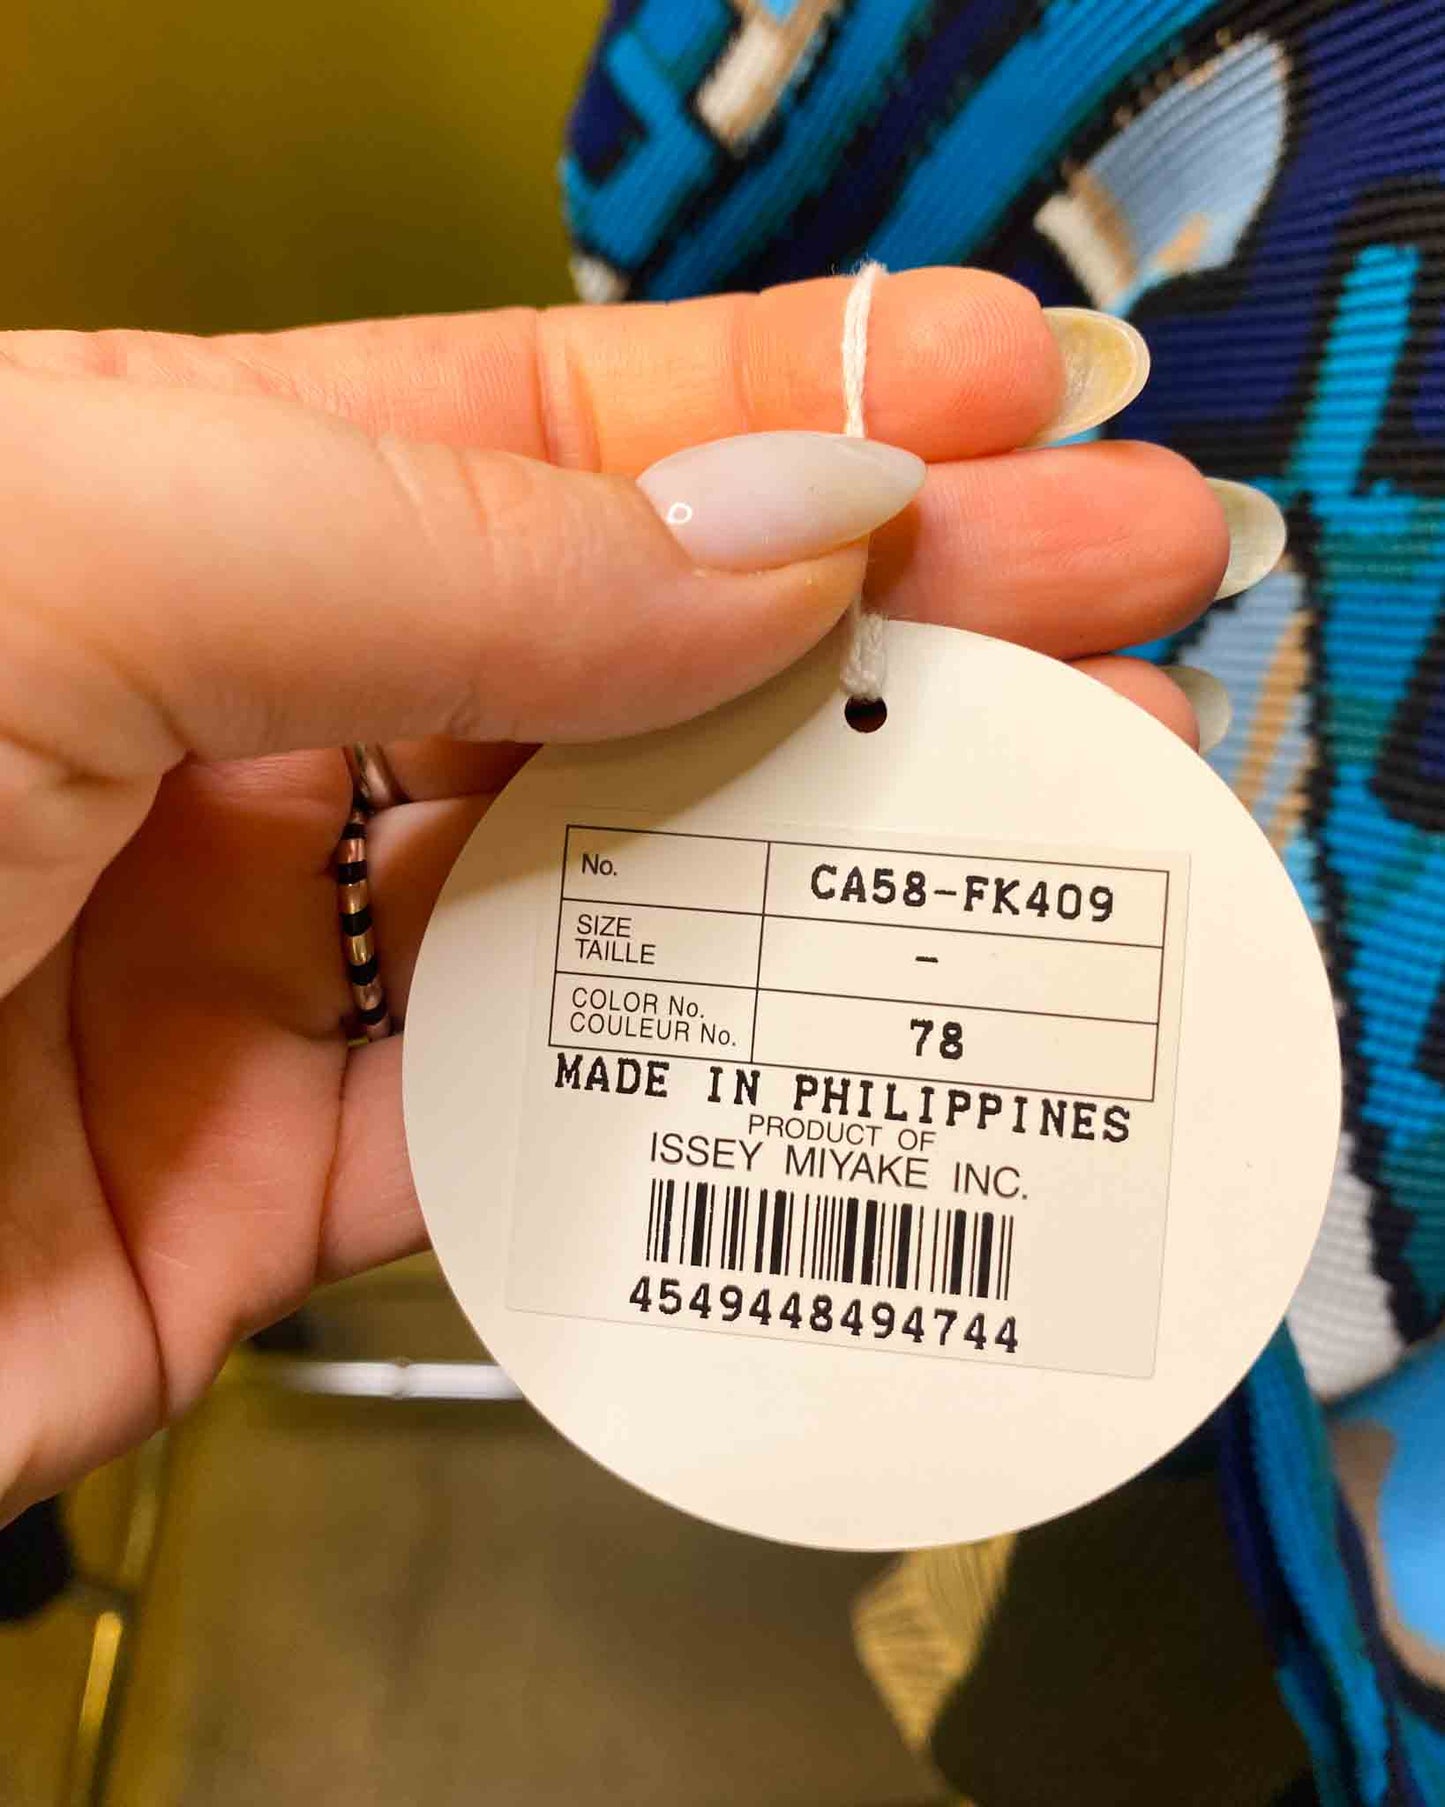 No. CA58-FK409
SIZE
TAILLE -
COLOR No.
COULEUR No. 78
MADE IN PHILIPPINES
PRODUCT OF
ISSEY MIYAKE INC.
4549448494744